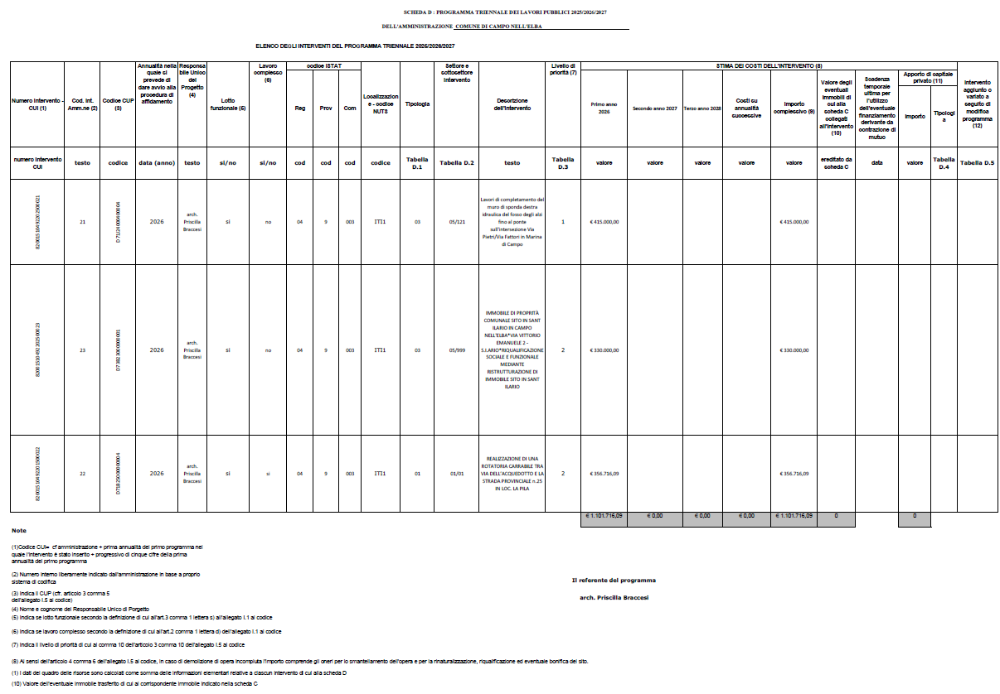 SCHEDA D : PROGRAMMA TRIENNALE DEI LAVORI PUBBLICI 2025/2026/2027
DELL'AMMINISTRAZIONE COMUNE DI CAMPO NELL'ELBA
ELENCO DEGLI INTERVENTI DEL PROGRAMMA TRIENNALE 2025/2026/2027
Numero Intervento - CUI (1)
Cod. Int. Amm.ne (2)
Codice CUP (3)
Annualità nella quale si prevede di dare avvio alla procedura di affidamento
Responsa bile Unico del Progetto (4)
Lotto funzionale (5)
Lavoro complesso (6)
codice ISTAT
Reg
Prov
Com
Localizzazion e - codice NUTS
Tipologia
Settore e sottosettore Intervento
Descrizione dell'intervento
Livello di priorità (7)
STIMA DEI COSTI DELL'INTERVENTO (8)
Primo anno 2026
Secondo anno 2027
Terzo anno 2028
Costi su annualità successive
Importo complessivo (9)
Valore degli eventuali immobili di cui alla scheda C collegati all'intervento (10)
Scadenza temporale ultima per l'utilizzo dell'eventuale finanziamento derivante da contrazione di mutuo
Apporto di capitale privato (11)
Importo
Tipologi a
Intervento aggiunto o variato a seguito di modifica programma (12)
numero intervento CUI
testo
codice
data (anno)
testo
si/no
si/no
cod
cod
cod
codice
Tabella D.1
Tabella D.2
testo
Tabella D.3
valore
valore
valore
valore
valore
ereditato da scheda C
data
valore
Tabella D.4
Tabella D.5
21
2026
arch. Priscilla Braccesi
si
no
04
9
003
ITI1
03
05/121
Lavori di completamento del
muro di sponda destra
idraulica del fosso degli alzi
fino al ponte
sull'intersezione Via
Pietri/Via Fattori in Marina
di Campo
1
€ 415.000,00
€ 415.000,00
23
2026
arch. Priscilla Braccesi
si
no
04
9
003
ITI1
03
05/999
IMMOBILE DI PROPRITÀ
COMUNALE SITO IN SANT
ILARIO IN CAMPO
NELL'ELBA*VIA VITTORIO
EMANUELE 2 -
S.I.ARIO*RIQUALIFICAZIONE
SOCIALE E FUNZIONALE
MEDIANTE
RISTRUTTURAZIONE DI
IMMOBILE SITO IN SANT
ILARIO
2
€ 330.000,00
€ 330.000,00
22
2026
arch. Priscilla Braccesi
si
si
04
9
003
ITI1
01
01/01
REALIZZAZIONE DI UNA
ROTATORIA CARRABILE TRA
VIA DELL'ACQUEDOTTO E LA
STRADA PROVINCIALE n.25
IN LOC. LA PILA
2
€ 356.716,09
€ 356.716,09
€ 1.101.716,09
€ 0,00
€ 0,00
€ 0,00
€ 1.101.716,09
0
0
Note
(1)Codice CUI= cf amministrazione + prima annualità del primo programma nel
quale l'intervento è stato inserito + progressivo di cinque cifre della prima
annualità del primo programma
(2) Numero interno liberamente indicato dall'amministrazione in base a proprio
sistema di codifica
(3) Indica il CUP (cfr. articolo 3 comma 5
dell'allegato I.5 al codice)
(4) Nome e cognome del Responsabile Unico di Porgetto
(5) Indica se lotto funzionale secondo la definizione di cui all'art.3 comma 1 lettera s) all'allegato I.1 al codice
(6) Indica se lavoro complesso secondo la definizione di cui all'art.2 comma 1 lettera d) dell'allegato I.1 al codice
(7) Indica il livello di priorità di cui al comma 10 dell'articolo 3 comma 10 dell'allegato I.5 al codice
(8) Ai sensi dell'articolo 4 comma 6 dell'allegato I.5 al codice, in caso di demolizione di opera incompiuta l'importo comprende gli oneri per lo smantellamento dell'opera e per la rinaturalizzazione, riqualificazione ed eventuale bonifica del sito.
(1) I dati del quadro delle risorse sono calcolati come somma delle informazioni elementari relative a ciascun intervento di cui alla scheda D
(10) Valore dell'eventuale immobile trasferito di cui al corrispondente immobile indicato nella scheda C
Il referente del programma
arch. Priscilla Braccesi